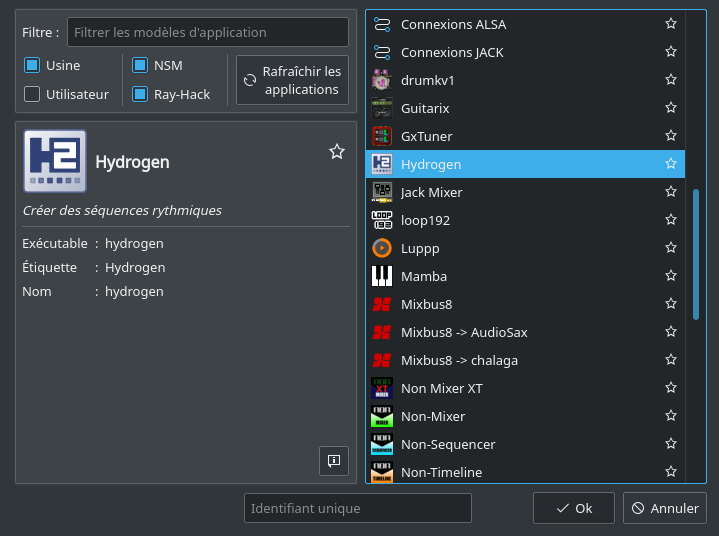 Filtre :
Filtrer les modèles d'application
Usine
NSM
Utilisateur
Ray-Hack
Rafraîchir les
applications
H2
Hydrogen
Créer des séquences rythmiques
Exécutable : hydrogen
Étiquette : Hydrogen
Nom : hydrogen
Connexions ALSA
Connexions JACK
drumkv1
Guitarix
GxTuner
Hydrogen
Jack Mixer
loop192
Luppp
Mamba
Mixbus8
Mixbus8 -> AudioSax
Mixbus8 -> chalaga
Non Mixer XT
Non-Mixer
Non-Sequencer
Non-Timeline
Identifiant unique
Ok
Annuler